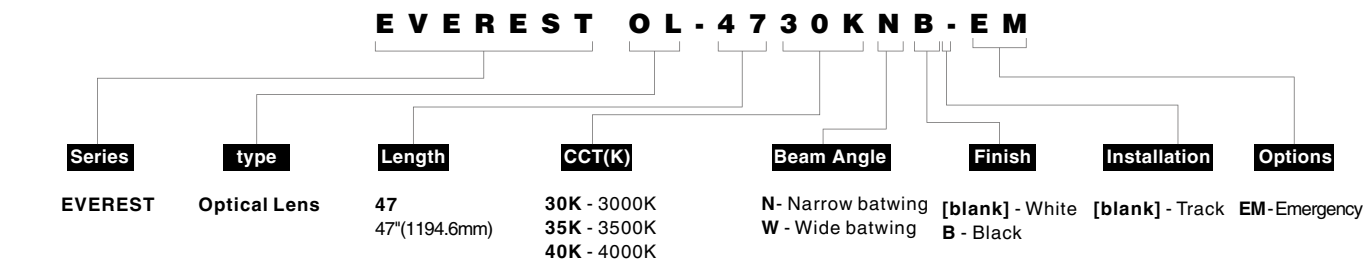 EVEREST OL-4730KNB-EM
Series type Length CCT(K) Beam Angle Finish Installation Options
EVEREST Optical Lens 47 30K - 3000K N- Narrow batwing [blank] - White [blank] - Track EM-Emergency
47"(1194.6mm) 35K - 3500K W - Wide batwing B - Black
40K - 4000K